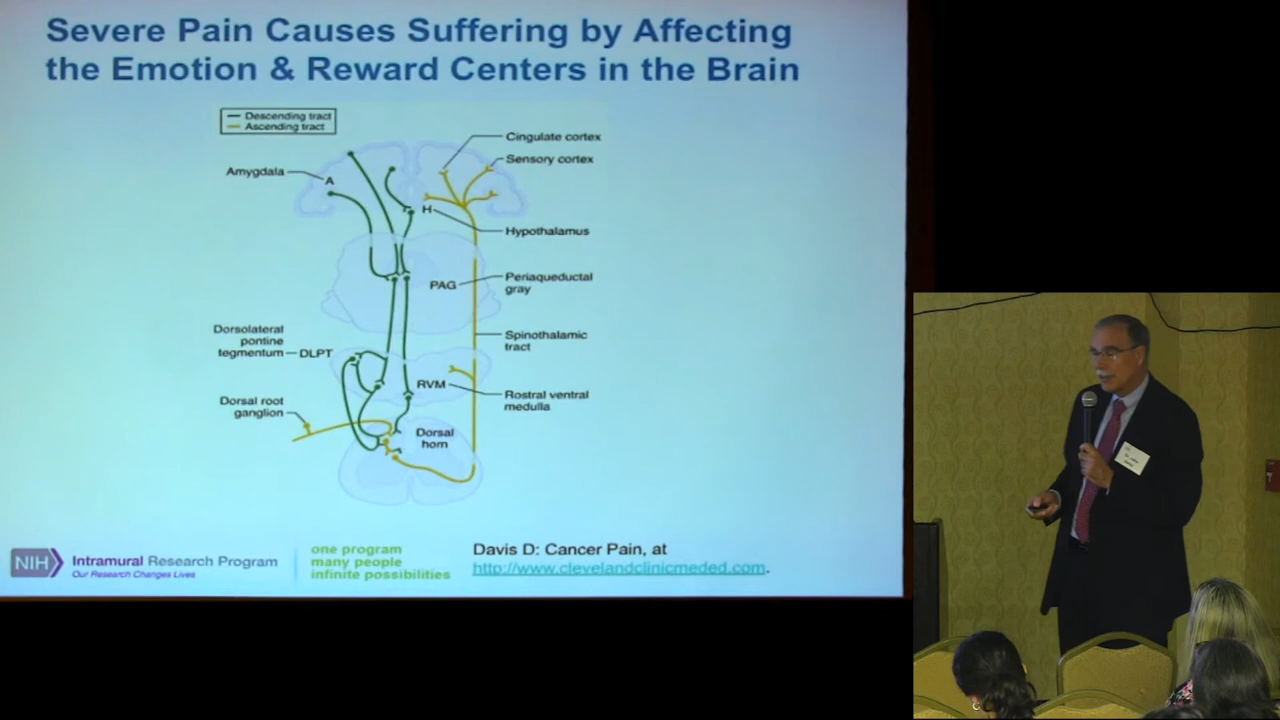 Severe Pain Causes Suffering by Affecting
the Emotion & Reward Centers in the Brain
Descending tract
Ascending tract
Cingulate cortex
Sensory cortex
Amygdala
A
H
Hypothalamus
PAG
Periaqueductal
gray
Dorsolateral
pontine
tegmentum
DLPT
Spinothalamic
tract
RVM
Rostral ventral
medulla
Dorsal root
ganglion
Dorsal
horn
NIH
Intramural Research Program
Our Research Changes Lives
one program
many people
infinite possibilities
Davis D: Cancer Pain, at
http://www.clevelandclinicmeded.com.